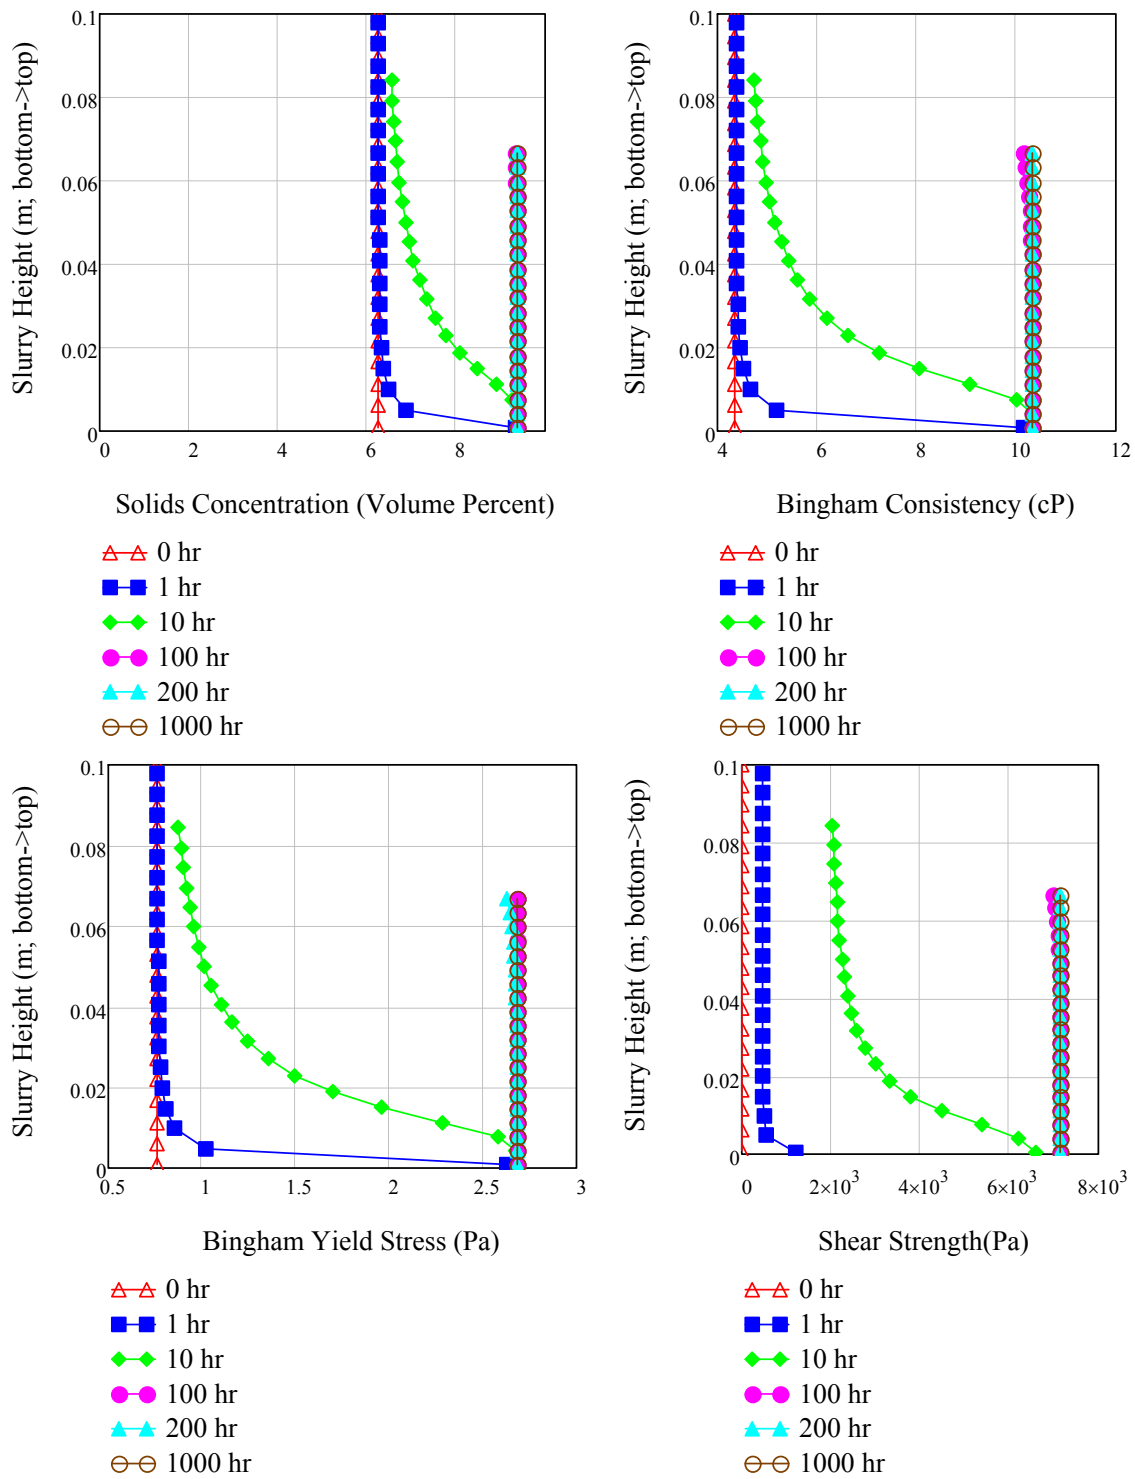 0.1
0.08
0.06
0.04
0.02
0
0 2 4 6 8
Slurry Height (m; bottom->top)
Solids Concentration (Volume Percent)
0 hr
1 hr
10 hr
100 hr
200 hr
1000 hr
0.1
0.08
0.06
0.04
0.02
0
4 6 8 10 12
Slurry Height (m; bottom->top)
Bingham Consistency (cP)
0 hr
1 hr
10 hr
100 hr
200 hr
1000 hr
0.1
0.08
0.06
0.04
0.02
0
0.5 1 1.5 2 2.5 3
Slurry Height (m; bottom->top)
Bingham Yield Stress (Pa)
0 hr
1 hr
10 hr
100 hr
200 hr
1000 hr
0.1
0.08
0.06
0.04
0.02
0
0 2×10³ 4×10³ 6×10³ 8×10³
Slurry Height (m; bottom->top)
Shear Strength(Pa)
0 hr
1 hr
10 hr
100 hr
200 hr
1000 hr